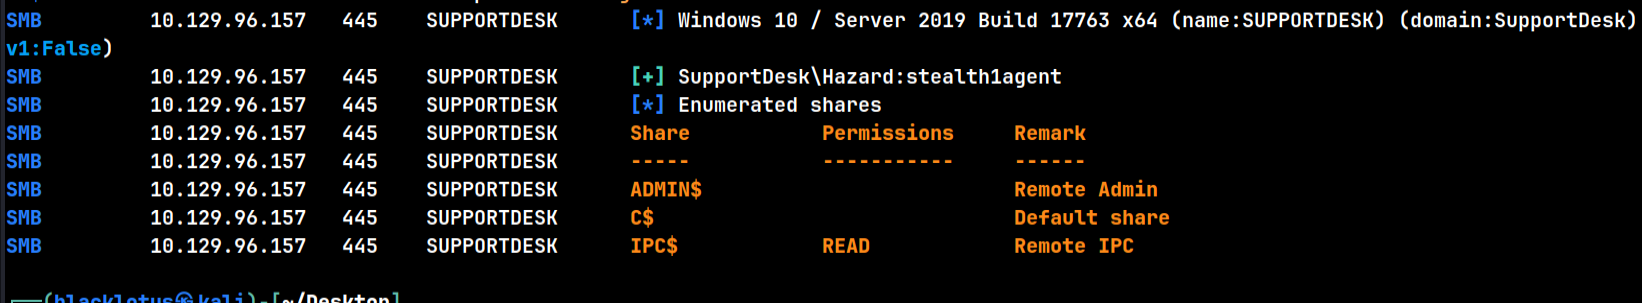 SMB 10.129.96.157 445 SUPPORTDESK [*] Windows 10 / Server 2019 Build 17763 x64 (name:SUPPORTDESK) (domain:SupportDesk)
v1:False)
SMB 10.129.96.157 445 SUPPORTDESK [+] SupportDesk\Hazard:stealth1agent
SMB 10.129.96.157 445 SUPPORTDESK [*] Enumerated shares
SMB 10.129.96.157 445 SUPPORTDESK Share Permissions Remark
SMB 10.129.96.157 445 SUPPORTDESK ----- ----------- ------
SMB 10.129.96.157 445 SUPPORTDESK ADMIN$ Remote Admin
SMB 10.129.96.157 445 SUPPORTDESK C$ Default share
SMB 10.129.96.157 445 SUPPORTDESK IPC$ READ Remote IPC
(blacklotus㉿kali)-[~/Desktop]